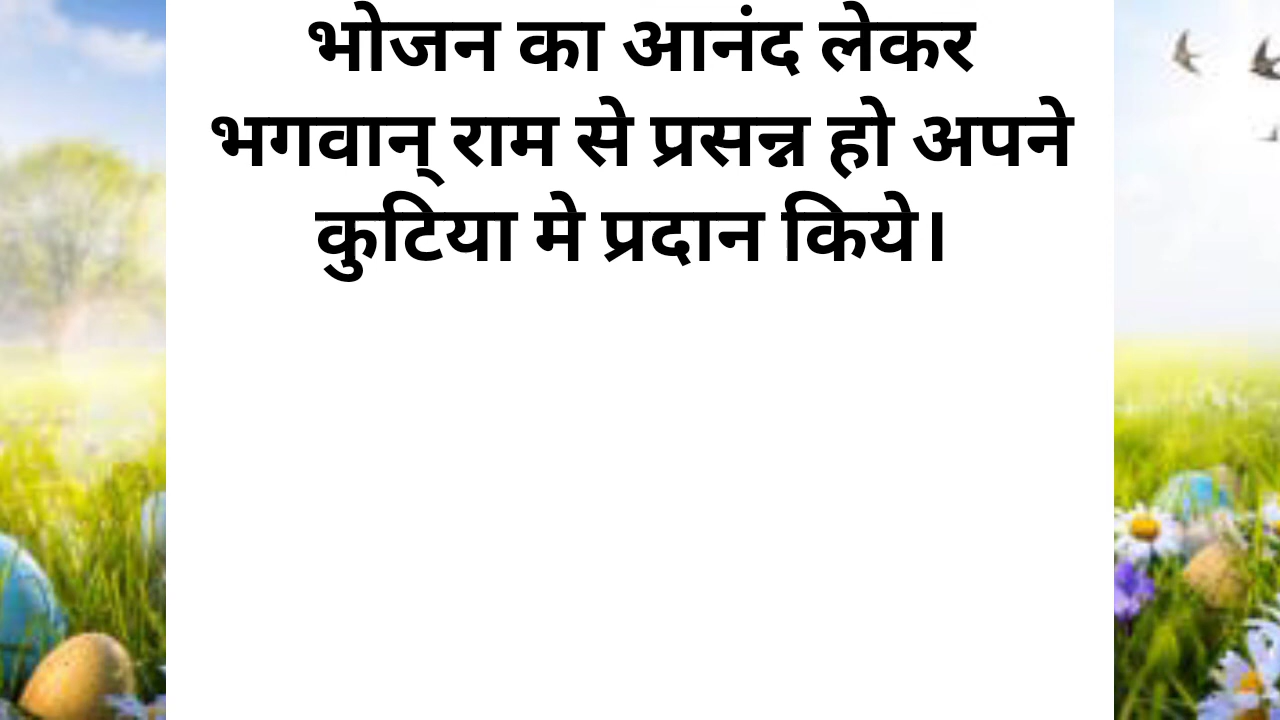 भोजन का आनंद लेकर
भगवान् राम से प्रसन्न हो अपने
कुटिया मे प्रदान किये।